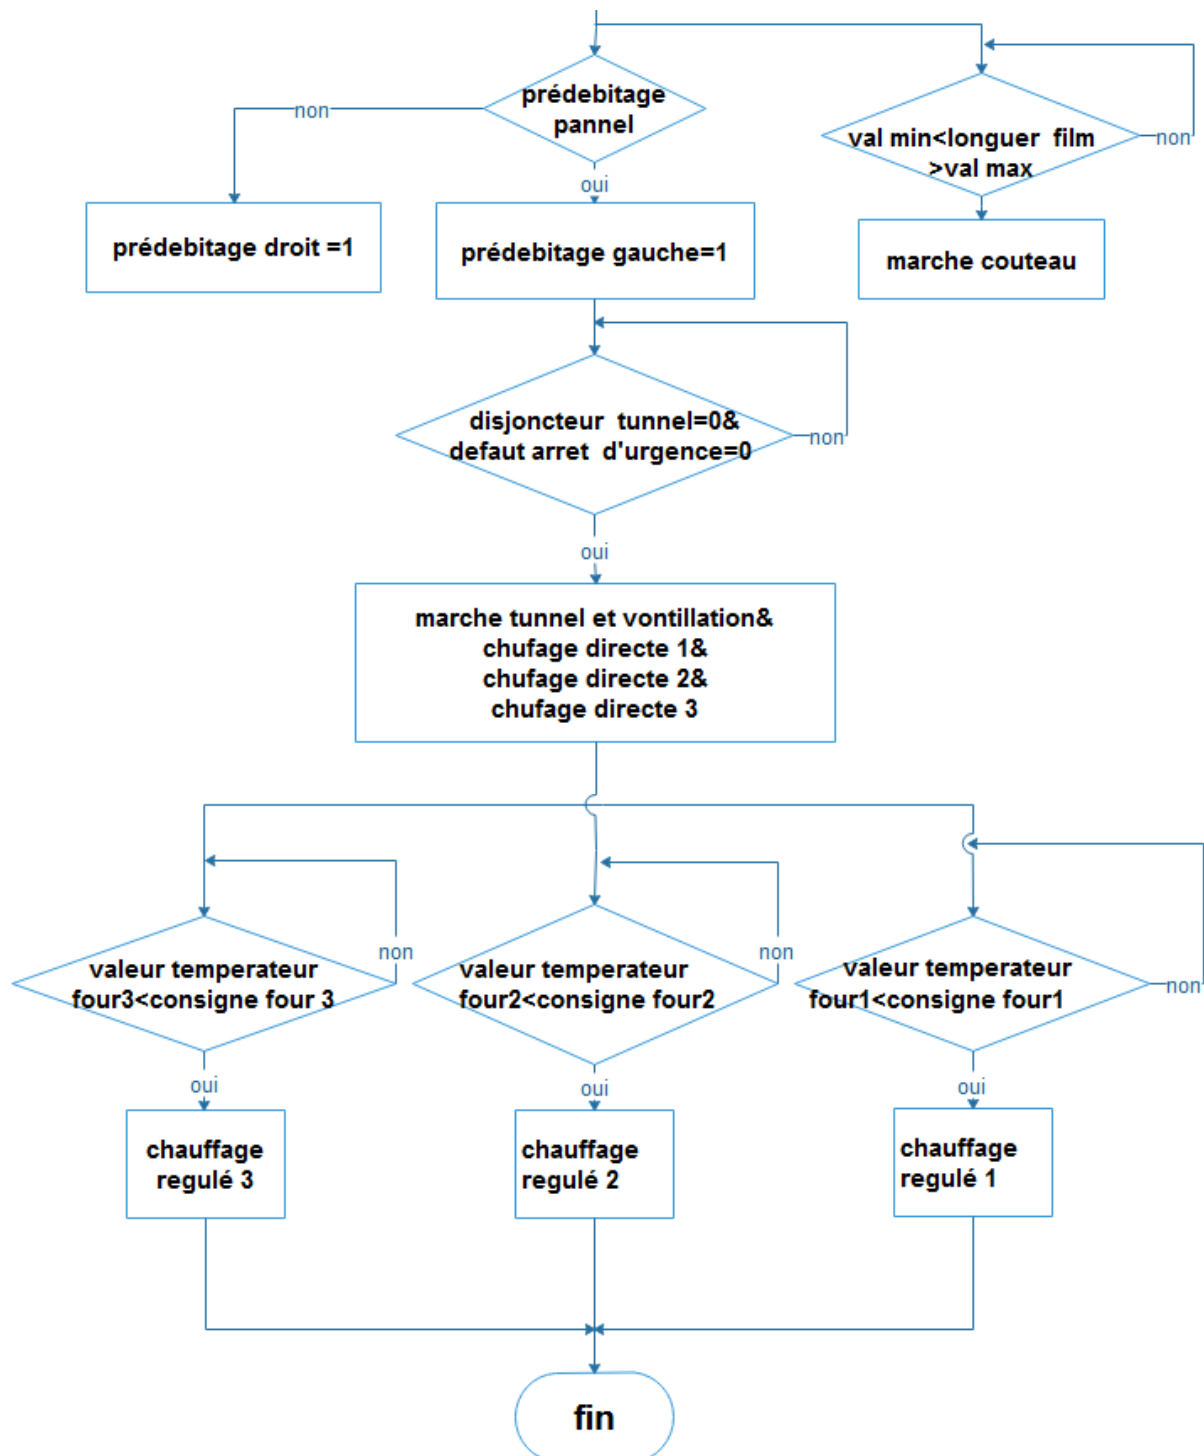 prédebitage
pannel
non
oui
val min<longuer film
>val max
non
prédebitage droit =1
prédebitage gauche=1
marche couteau
disjoncteur tunnel=0&
defaut arret d'urgence=0
non
oui
marche tunnel et vontillation&
chufage directe 1&
chufage directe 2&
chufage directe 3
valeur temperateur
four3<consigne four 3
non
oui
valeur temperateur
four2<consigne four2
non
oui
valeur temperateur
four1<consigne four1
non
oui
chauffage
regulé 3
chauffage
regulé 2
chauffage
regulé 1
fin